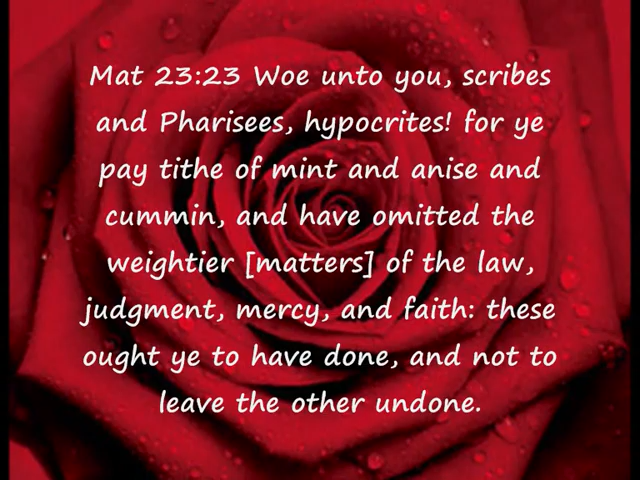 Mat 23:23 Woe unto you, scribes
and Pharisees, hypocrites! for ye
pay tithe of mint and anise and
cummin, and have omitted the
weightier [matters] of the law,
judgment, mercy, and faith: these
ought ye to have done, and not to
leave the other undone.